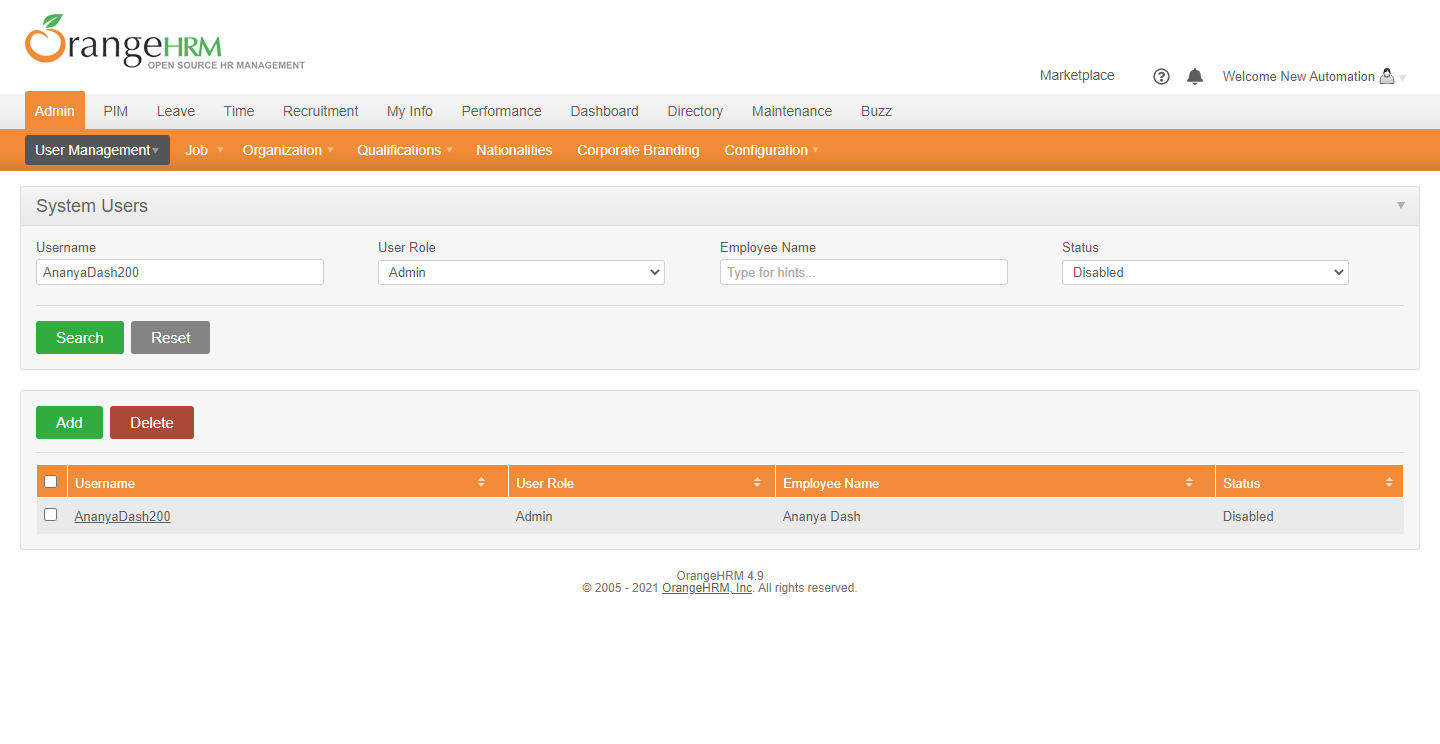 OrangeHRM
OPEN SOURCE HR MANAGEMENT
Marketplace ? Welcome New Automation
Admin PIM Leave Time Recruitment My Info Performance Dashboard Directory Maintenance Buzz
User Management Job Organization Qualifications Nationalities Corporate Branding Configuration
System Users
Username User Role Employee Name Status
AnanyaDash200 Admin Type for hints... Disabled
Search Reset
Add Delete
Username User Role Employee Name Status
AnanyaDash200 Admin Ananya Dash Disabled
OrangeHRM 4.9
© 2005 - 2021 OrangeHRM, Inc. All rights reserved.